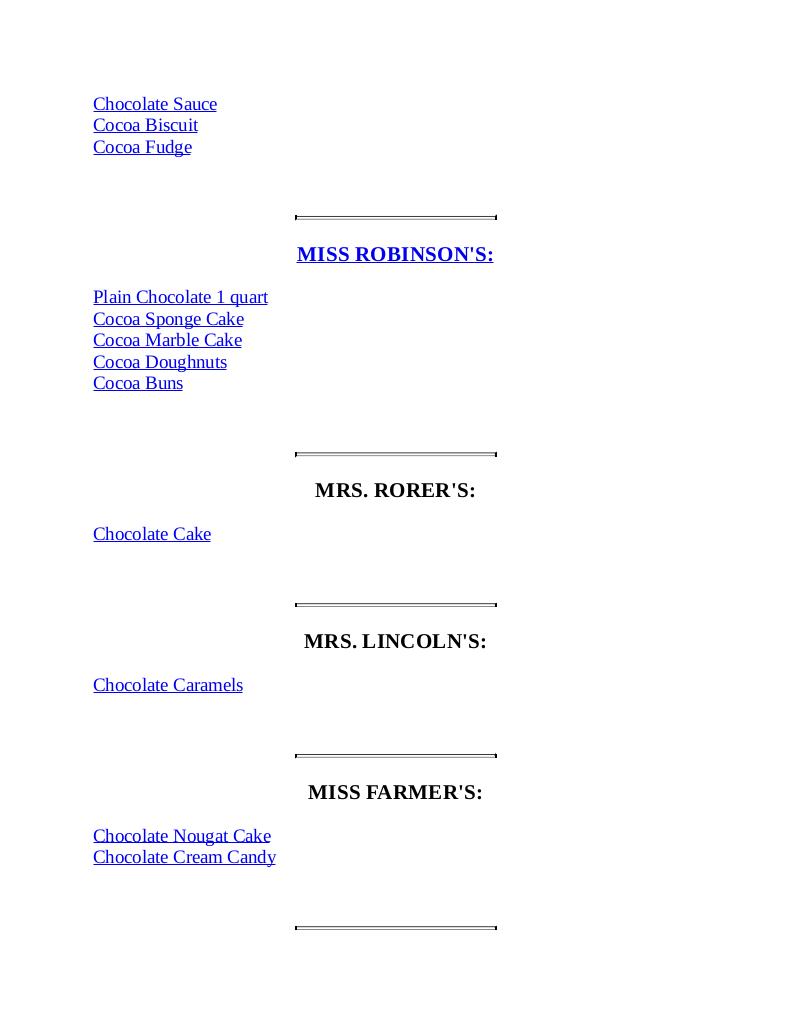 Chocolate Sauce
Cocoa Biscuit
Cocoa Fudge
MISS ROBINSON'S:
Plain Chocolate 1 quart
Cocoa Sponge Cake
Cocoa Marble Cake
Cocoa Doughnuts
Cocoa Buns
MRS. RORER'S:
Chocolate Cake
MRS. LINCOLN'S:
Chocolate Caramels
MISS FARMER'S:
Chocolate Nougat Cake
Chocolate Cream Candy